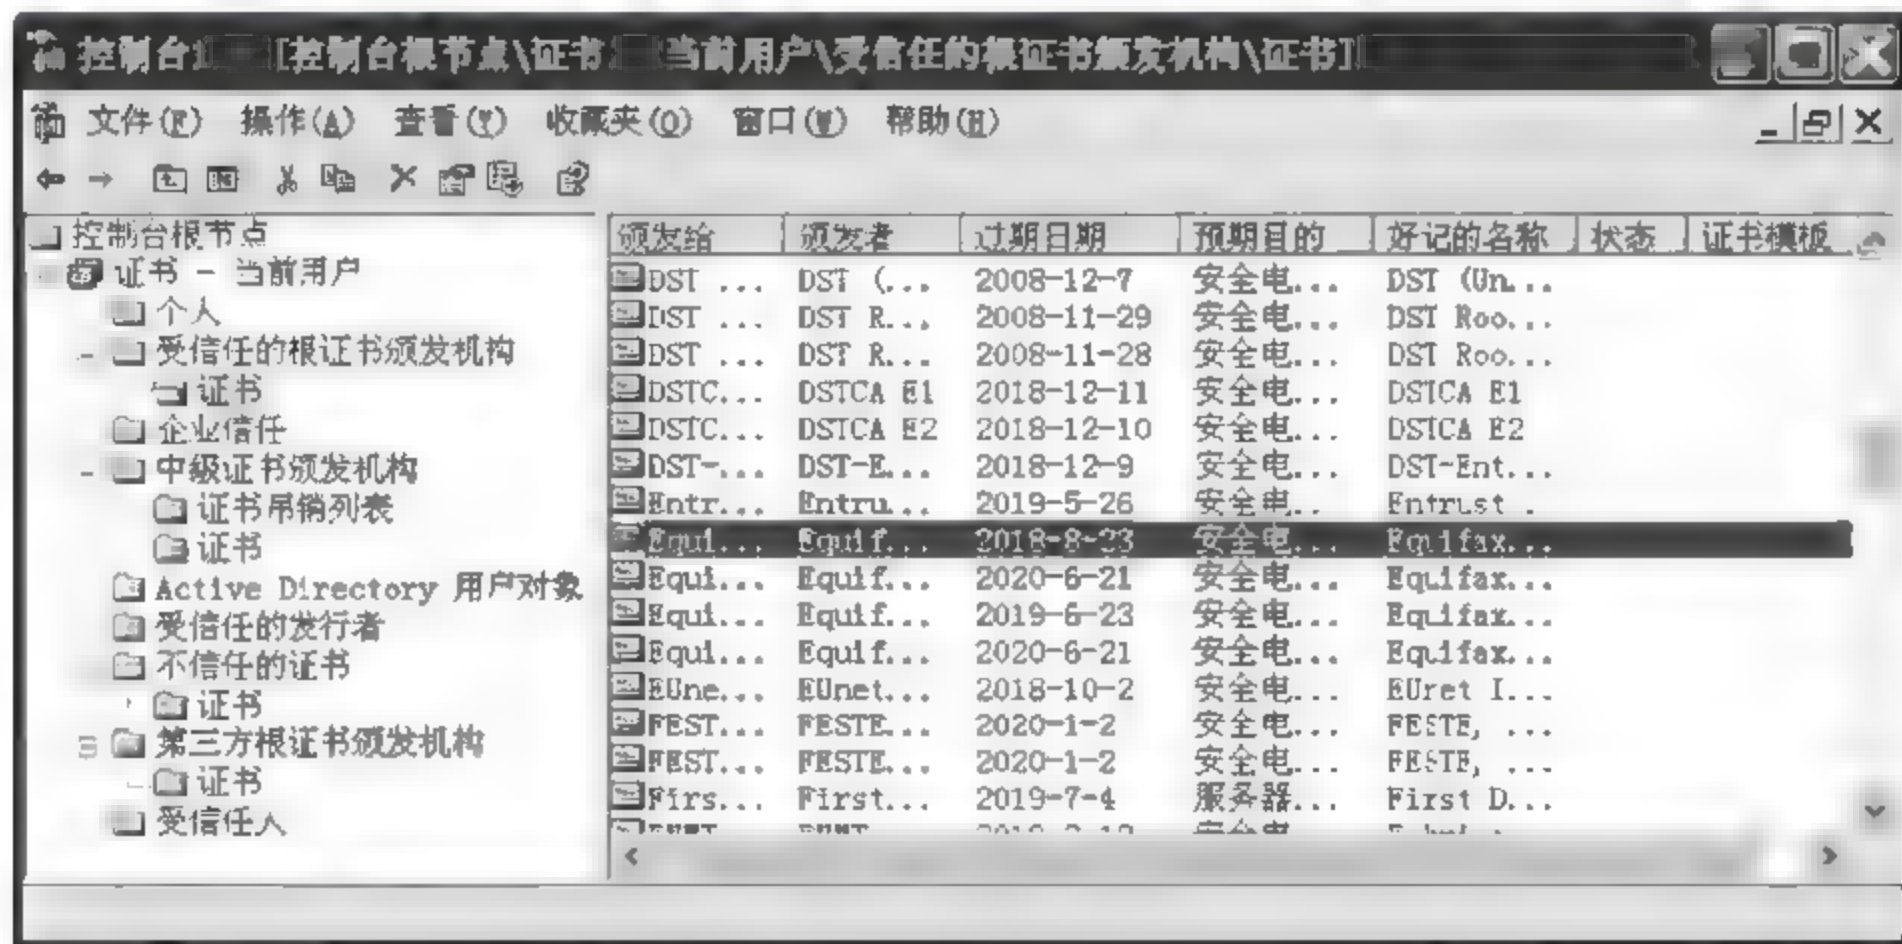 控制台 [控制台根节点\证书 当前用户\受信任的根证书颁发机构\证书]
文件(F) 操作(A) 查看(V) 收藏夹(O) 窗口(W) 帮助(H)
控制台根节点
证书 - 当前用户
个人
受信任的根证书颁发机构
证书
企业信任
中级证书颁发机构
证书吊销列表
证书
Active Directory 用户对象
受信任的发行者
不信任的证书
证书
第三方根证书颁发机构
证书
受信任人
颁发给 颁发者 过期日期 预期目的 好记的名称 状态 证书模板
DST ... DST (... 2008-12-7 安全电... DST (Un...
DST ... DST R... 2008-11-29 安全电... DST Roo...
DST ... DST R... 2008-11-28 安全电... DST Roo...
DSTC... DSTCA E1 2018-12-11 安全电... DSTCA E1
DSTC... DSTCA E2 2018-12-10 安全电... DSTCA E2
DST-... DST-E... 2018-12-9 安全电... DST-Ent...
Entr... Entru... 2019-5-26 安全电.. Entrust .
Equi... Equif... 2018-8-23 安全电... Equifax...
Equi... Equif... 2020-6-21 安全电... Equifax...
Equi... Equif... 2019-6-23 安全电... Equifax...
Equi... Equif... 2020-6-21 安全电... Equifax...
EUne... EUnet... 2018-10-2 安全电... EUnet I...
FEST... FESTE... 2020-1-2 安全电... FESTE, ...
FEST... FESTE... 2020-1-2 安全电... FESTE, ...
Firs... First... 2019-7-4 服务器... First D...